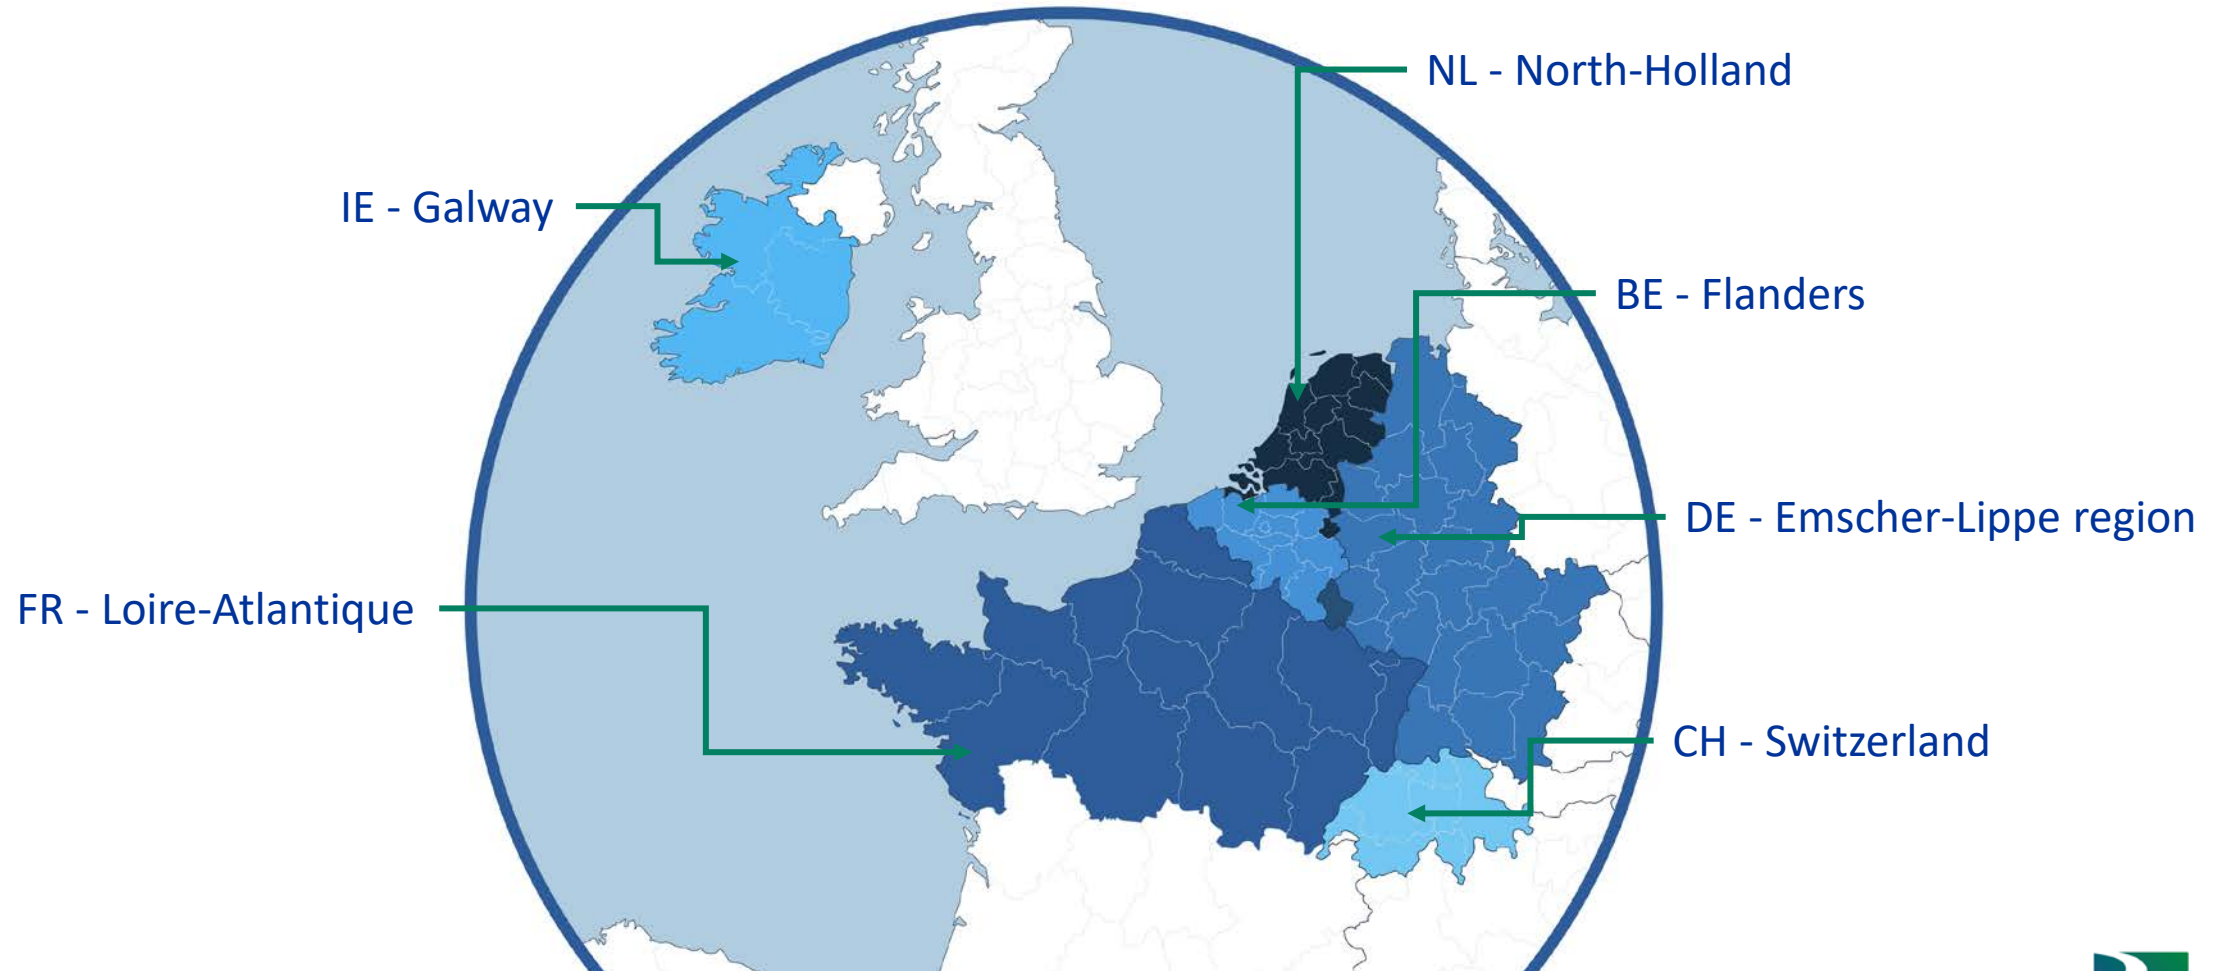 NL - North-Holland
IE - Galway
BE - Flanders
DE - Emscher-Lippe region
FR - Loire-Atlantique
CH - Switzerland